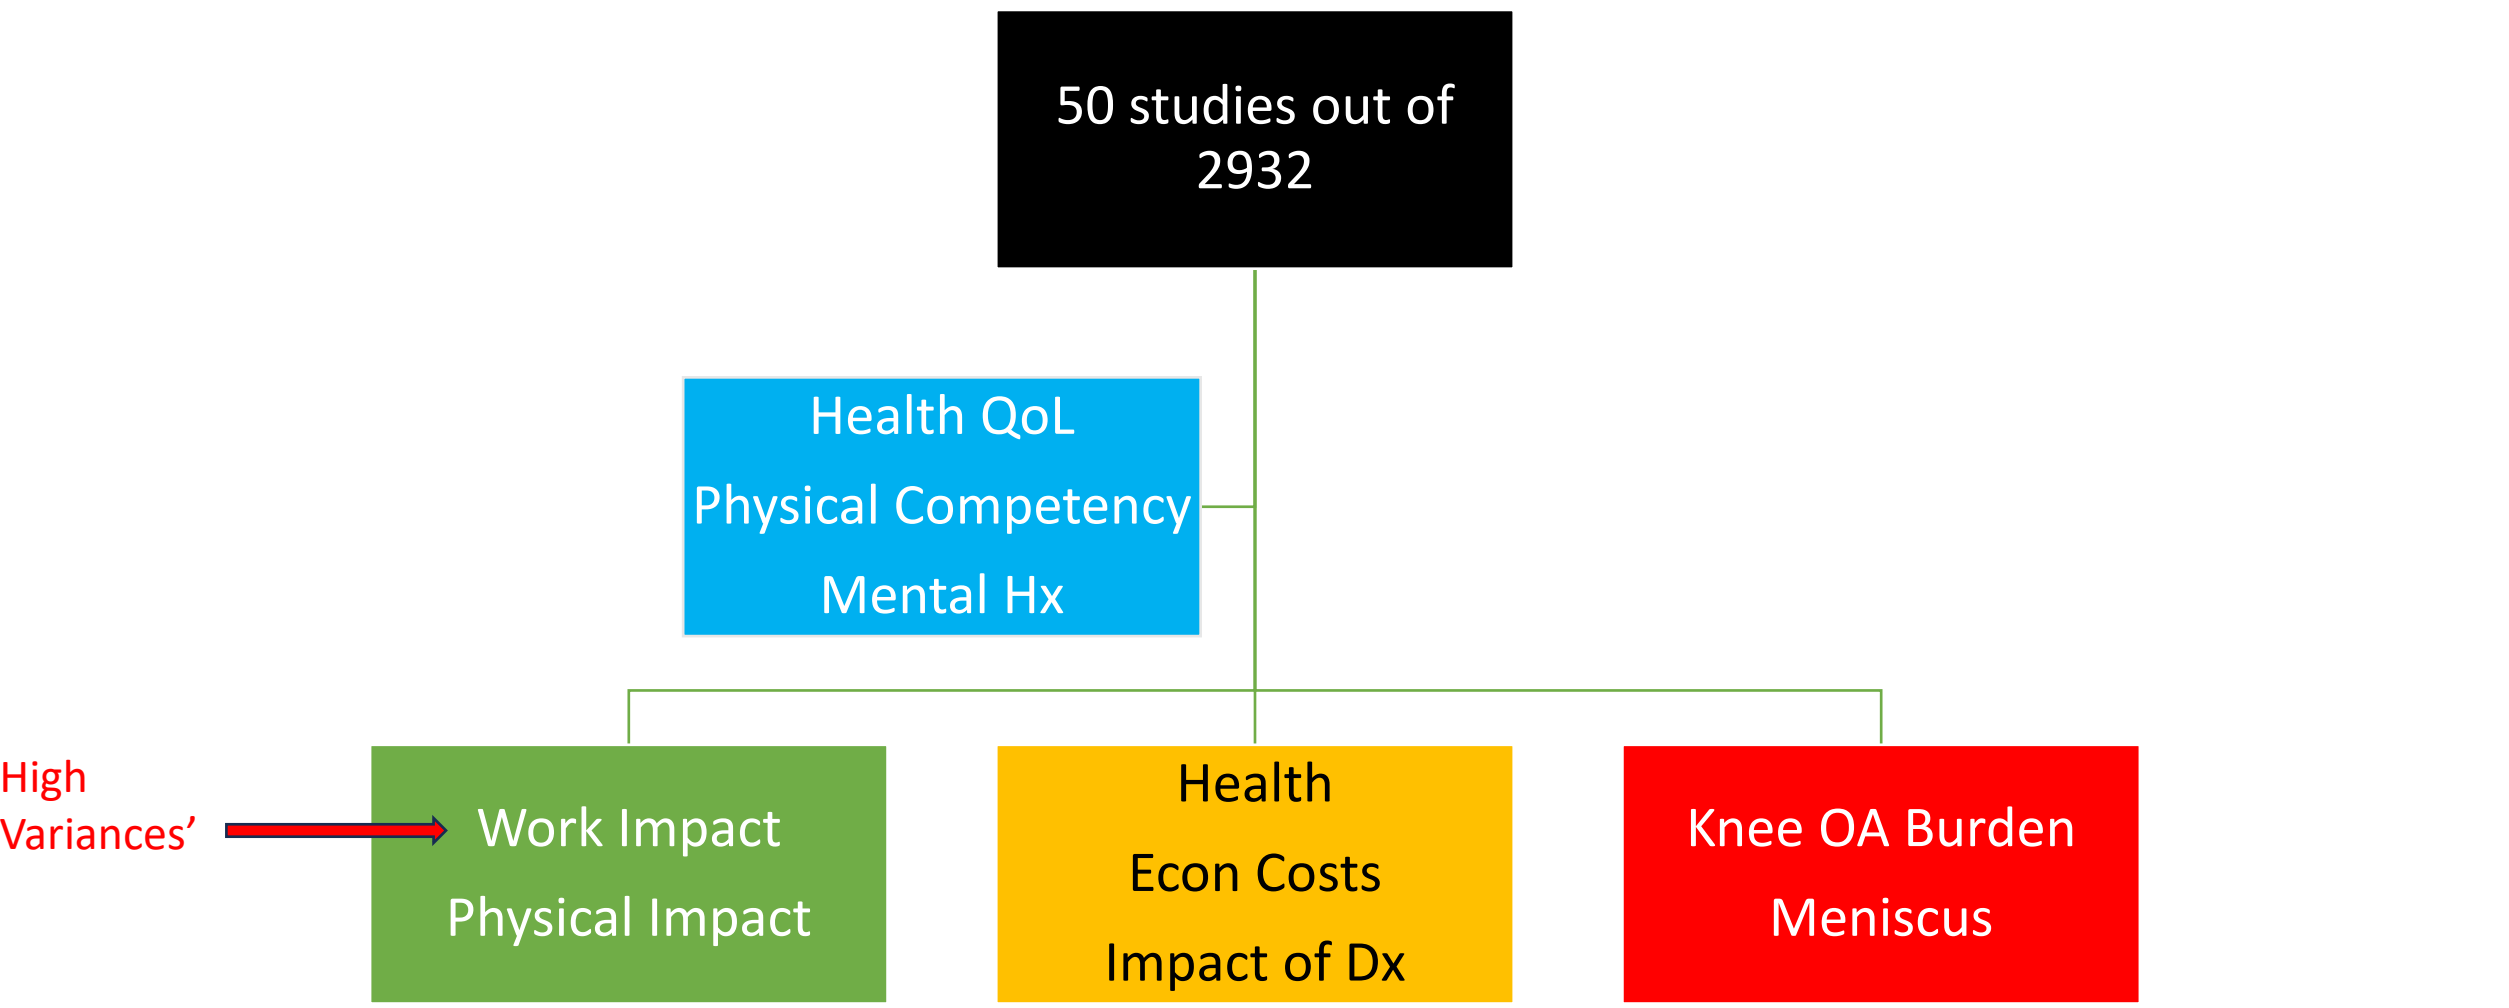 50 studies out of
2932
Health QoL
Physical Competency
Mental Hx
High
Varriances’
Work Impact
Physical Impact
Health
Econ Costs
Impact of Dx
Knee OA Burden
Meniscus